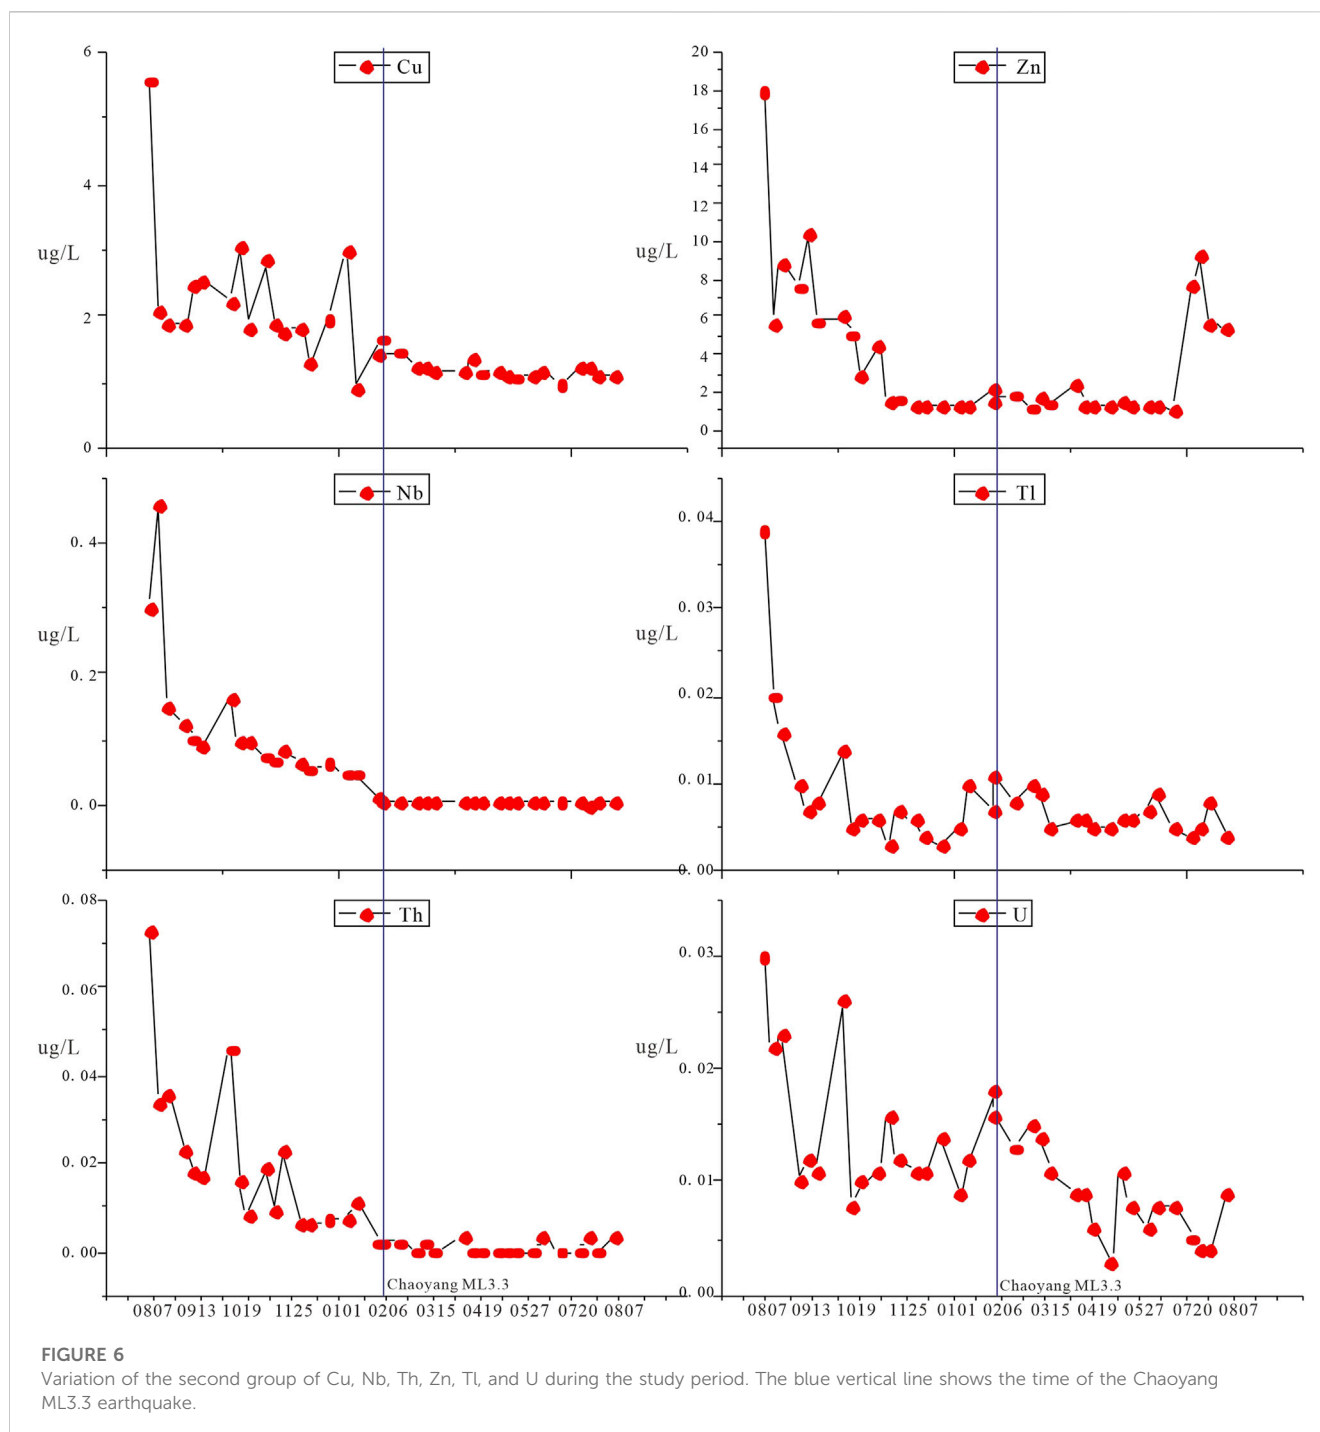 Cu
6
4
ug/L
2
0
Zn
20
18
16
14
12
10
ug/L
8
6
4
2
0
Nb
0. 4
ug/L
0. 2
0. 0
Tl
0. 04
0. 03
ug/L
0. 02
0. 01
0. 00
Th
0. 08
0. 06
ug/L
0. 04
0. 02
0. 00
Chaoyang ML3.3
0807 0913 1019 1125 0101 0206 0315 0419 0527 0720 0807
U
0. 03
ug/L
0. 02
0. 01
0. 00
Chaoyang ML3.3
0807 0913 1019 1125 0101 0206 0315 0419 0527 0720 0807
FIGURE 6
Variation of the second group of Cu, Nb, Th, Zn, Tl, and U during the study period. The blue vertical line shows the time of the Chaoyang
ML3.3 earthquake.